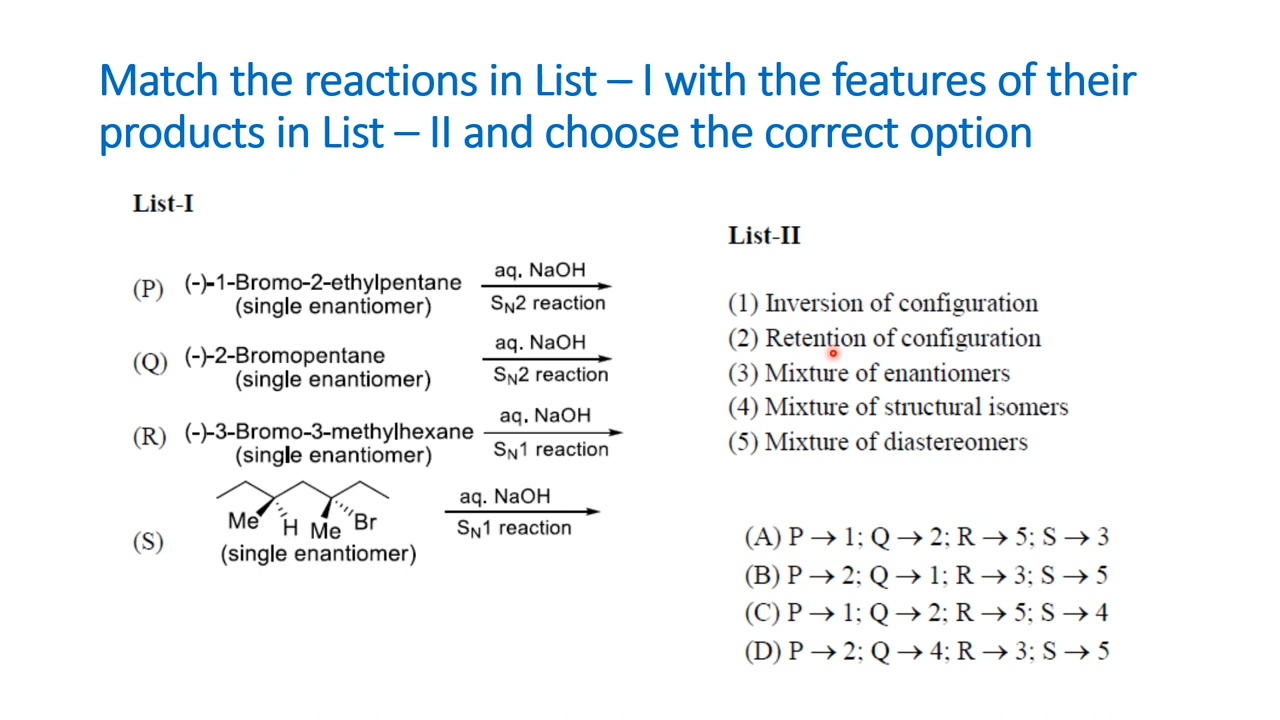 Match the reactions in List – I with the features of their
products in List – II and choose the correct option
List-I
(P) (-)-1-Bromo-2-ethylpentane
(single enantiomer)
aq. NaOH
SN2 reaction
(Q) (-)-2-Bromopentane
(single enantiomer)
aq. NaOH
SN2 reaction
(R) (-)-3-Bromo-3-methylhexane
(single enantiomer)
aq. NaOH
SN1 reaction
(S)
Me H Me Br
(single enantiomer)
aq. NaOH
SN1 reaction
List-II
(1) Inversion of configuration
(2) Retention of configuration
(3) Mixture of enantiomers
(4) Mixture of structural isomers
(5) Mixture of diastereomers
(A) P → 1; Q → 2; R → 5; S → 3
(B) P → 2; Q → 1; R → 3; S → 5
(C) P → 1; Q → 2; R → 5; S → 4
(D) P → 2; Q → 4; R → 3; S → 5